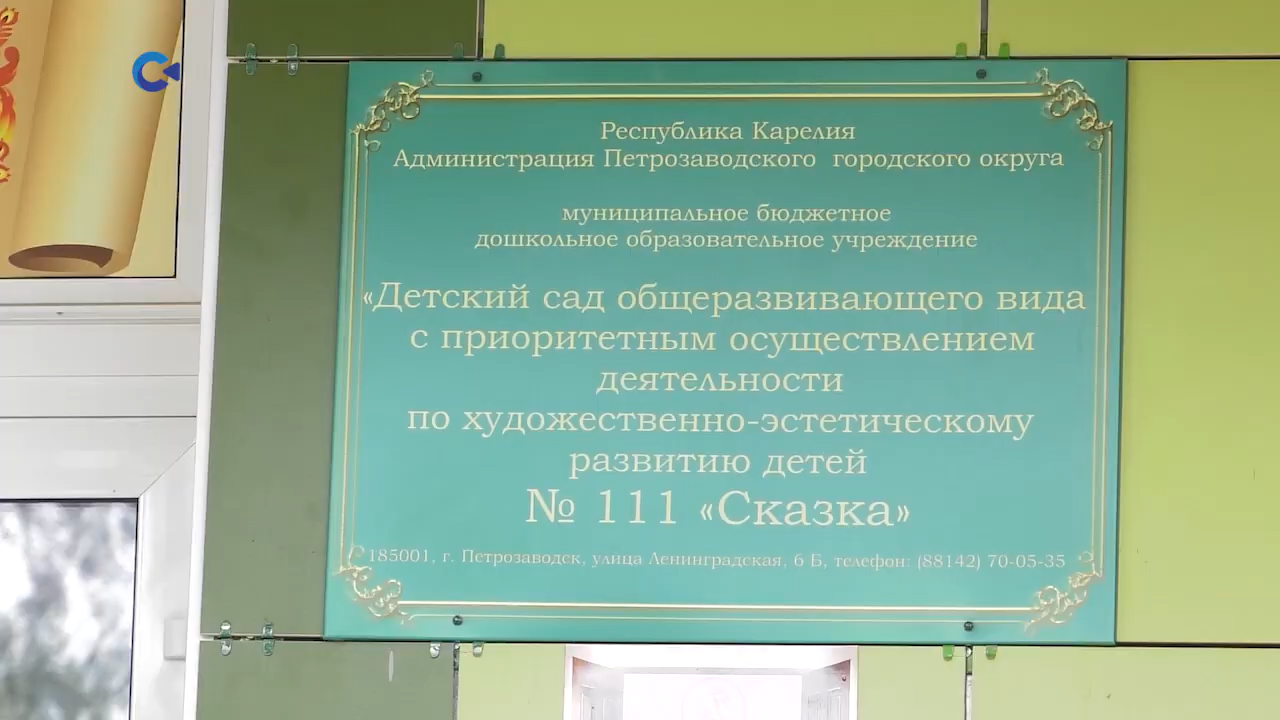 Республика Карелия
Администрация Петрозаводского городского округа
муниципальное бюджетное
дошкольное образовательное учреждение
«Детский сад общеразвивающего вида
с приоритетным осуществлением
деятельности
по художественно-эстетическому
развитию детей
№ 111 «Сказка»
185001, г. Петрозаводск, улица Ленинградская, 6 Б, телефон: (88142) 70-05-35